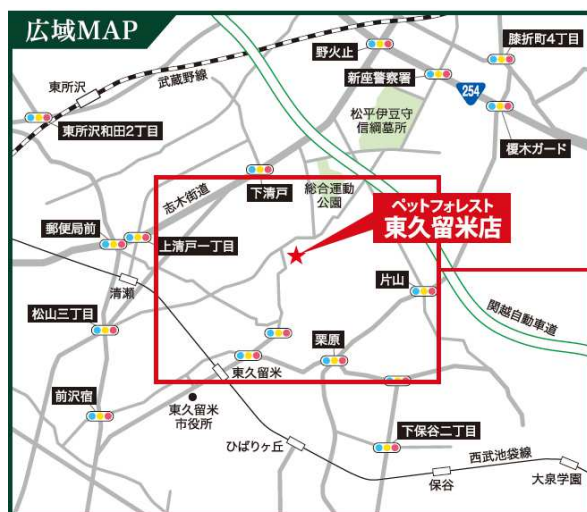 広域MAP
野火止
膝折町4丁目
東所沢
武蔵野線
新座警察署
254
東所沢和田2丁目
松平伊豆守
信綱墓所
榎木ガード
志木街道
下清戸
総合運動
公園
ペットフォレスト
東久留米店
郵便局前
上清戸一丁目
清瀬
片山
関越自動車道
松山三丁目
栗原
東久留米
前沢宿
東久留米
市役所
ひばりヶ丘
下保谷二丁目
西武池袋線
保谷
大泉学園